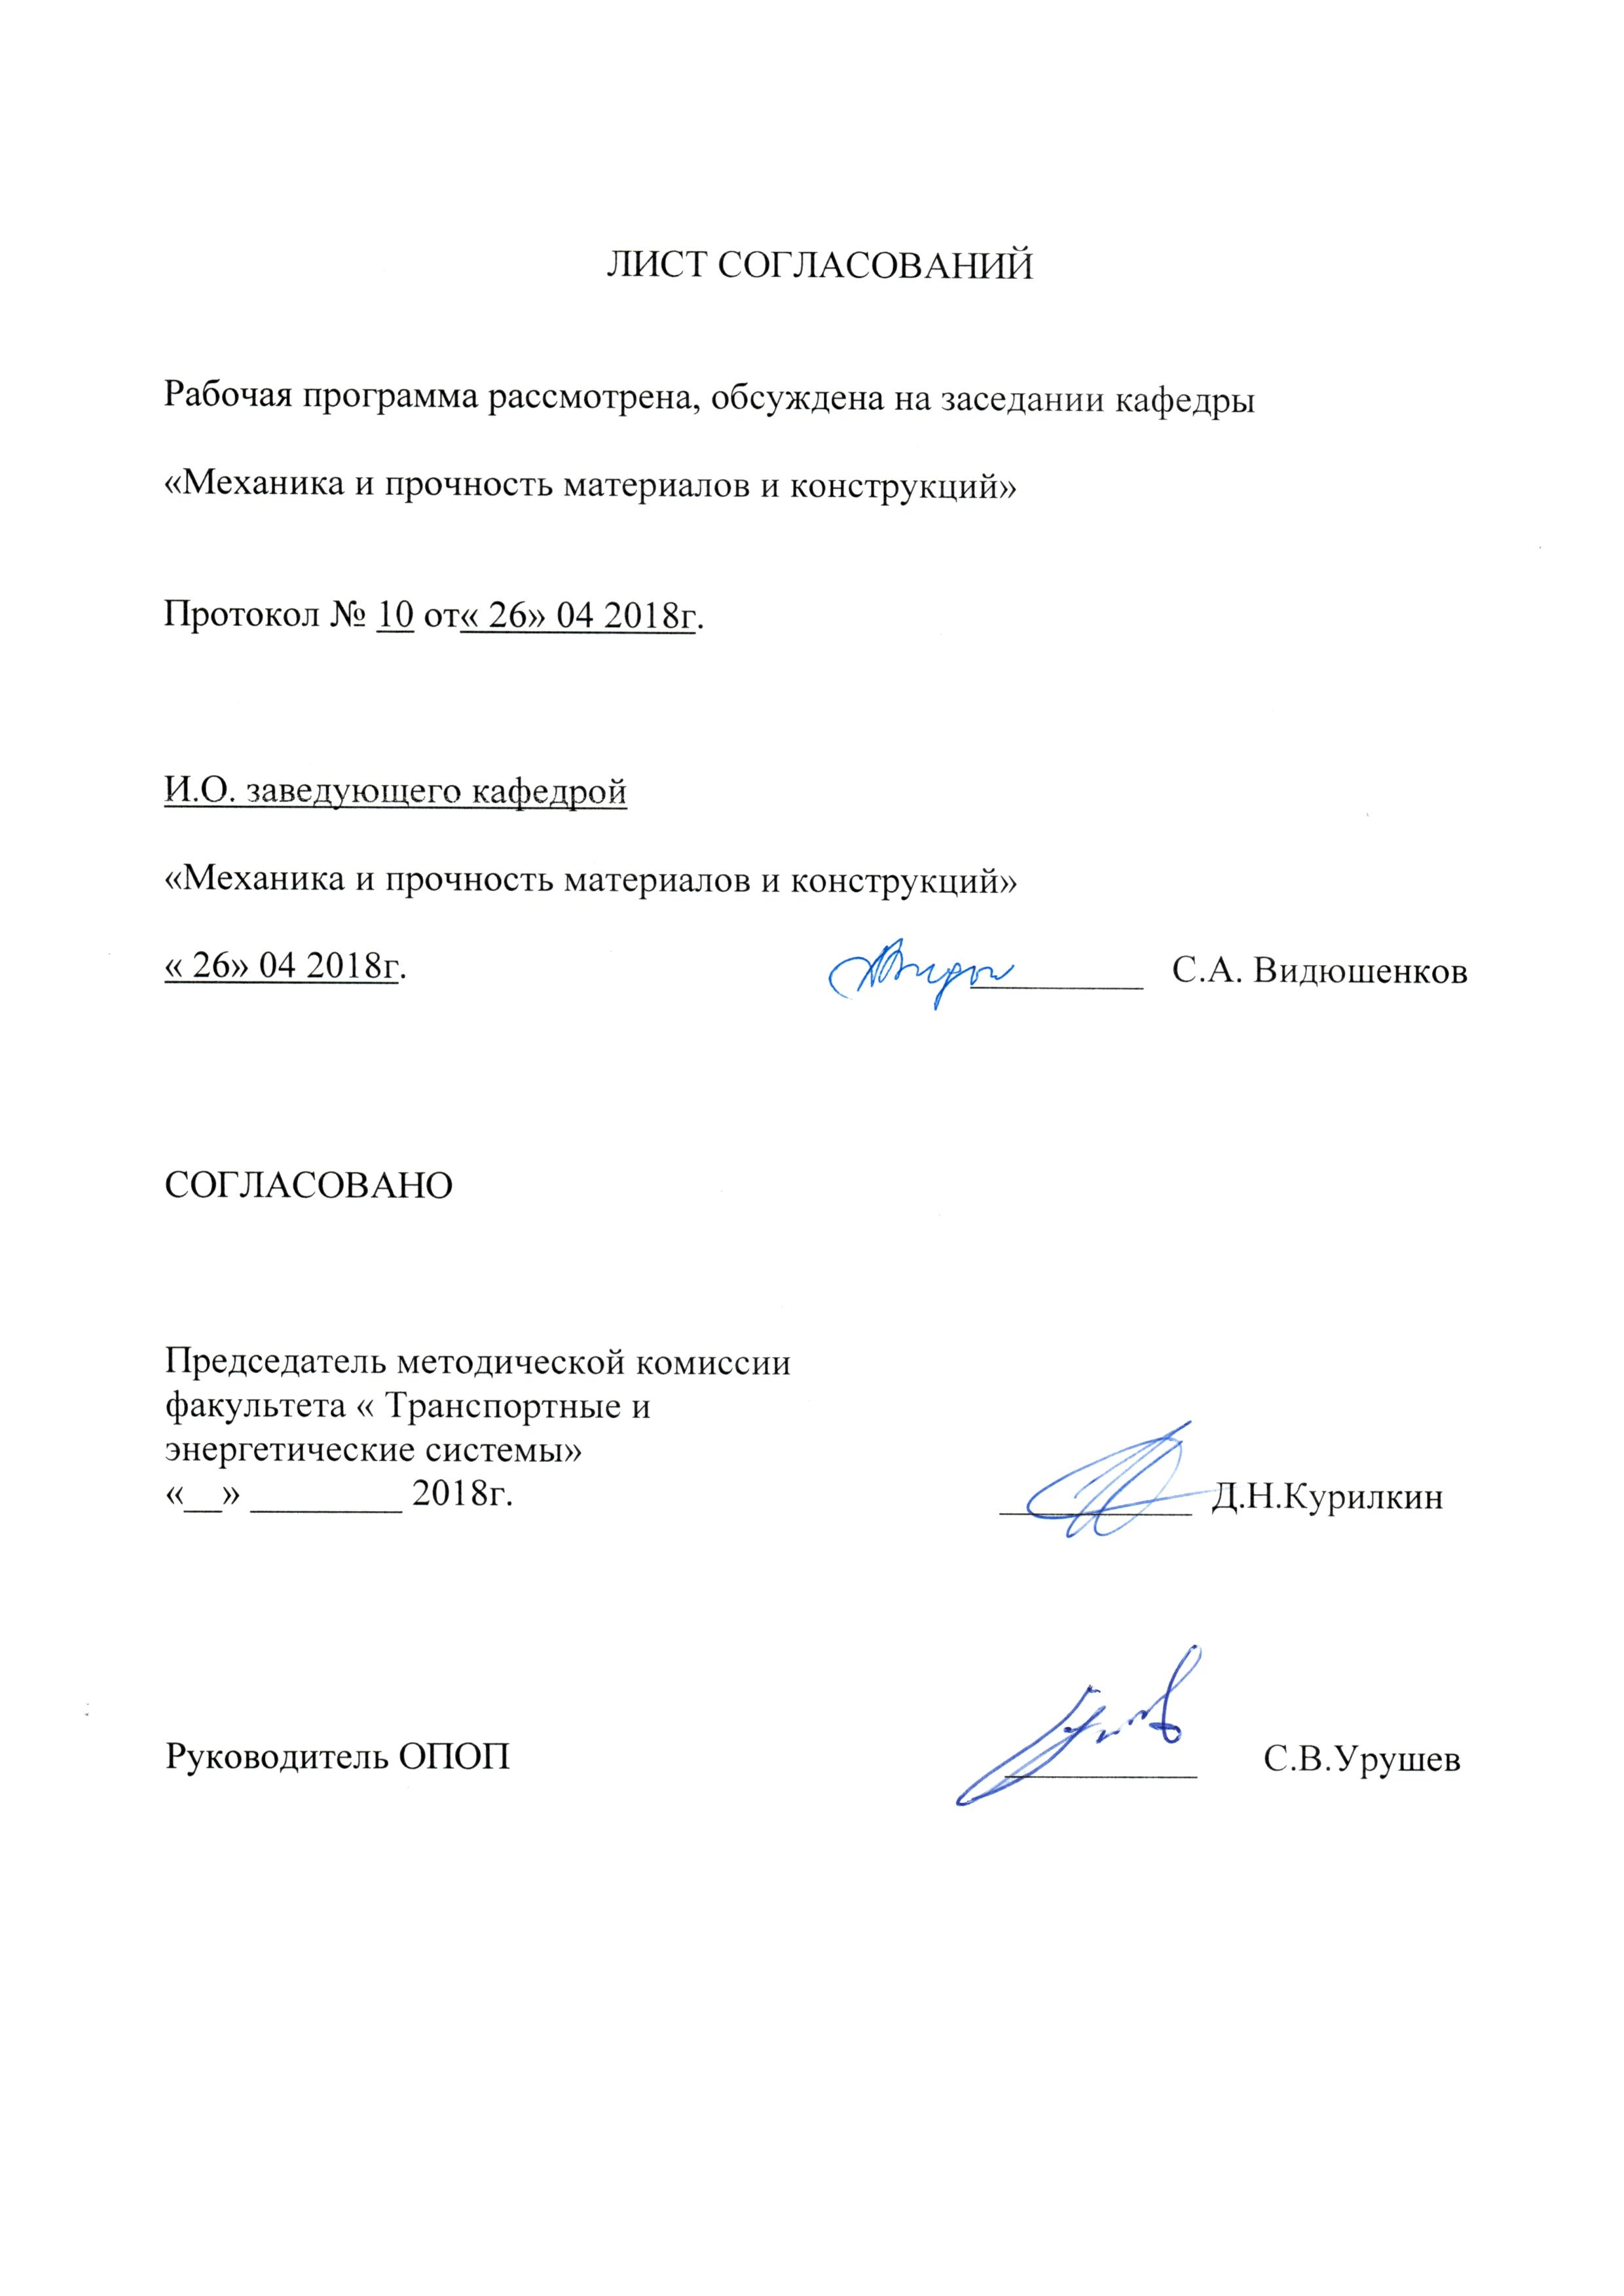 ЛИСТ СОГЛАСОВАНИЙ
Рабочая программа рассмотрена, обсуждена на заседании кафедры
«Механика и прочность материалов и конструкций»
Протокол № 10 от« 26» 04 2018г.
И.О. заведующего кафедрой
«Механика и прочность материалов и конструкций»
« 26» 04 2018г. __________ С.А. Видюшенков
СОГЛАСОВАНО
Председатель методической комиссии
факультета « Транспортные и
энергетические системы»
«__» ________ 2018г. __________ Д.Н.Курилкин
Руководитель ОПОП __________ С.В.Урушев